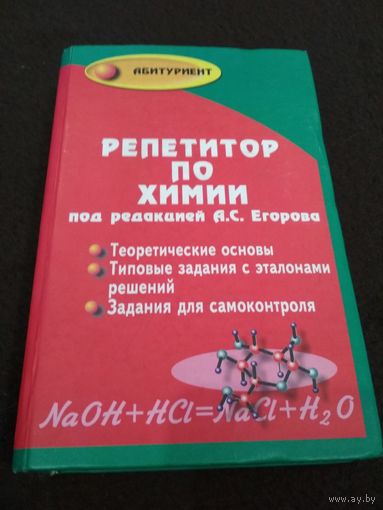 АБИТУРИЕНТ
РЕПЕТИТОР
ПО
ХИМИИ
под редакцией А.С. Егорова
Теоретические основы
Типовые задания с эталонами
решений
Задания для самоконтроля
NaOH+HCl=NaCl+H₂O
www.ay.by